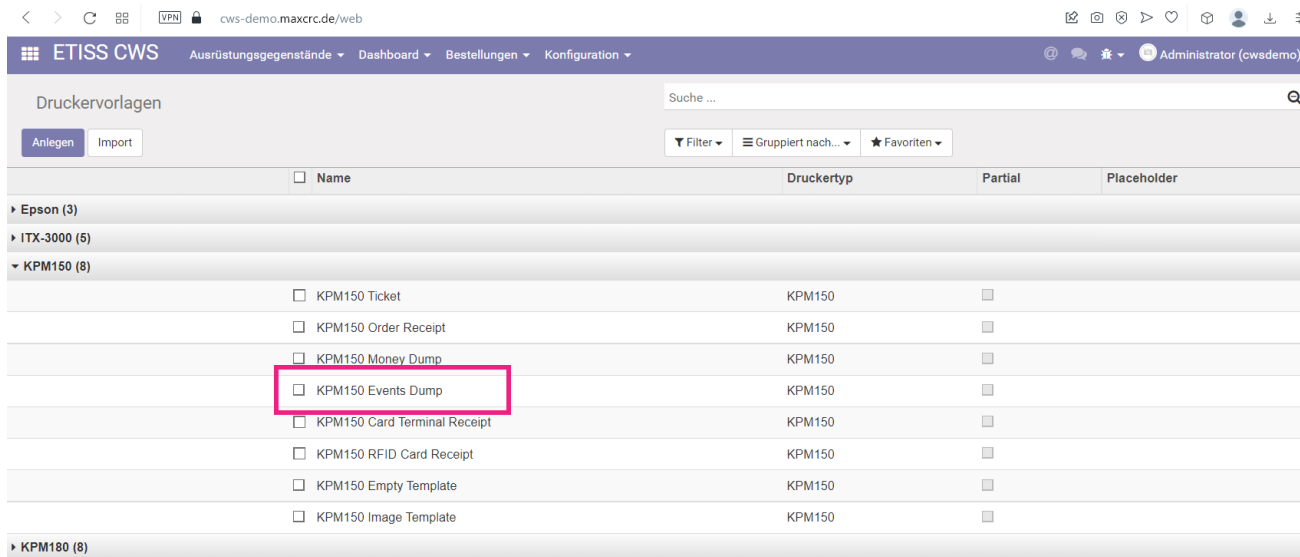 VPN cws-demo.maxcrc.de/web
ETISS CWS Ausrüstungsgegenstände Dashboard Bestellungen Konfiguration @ Administrator (cwsdemo)
Druckervorlagen Suche ...
Anlegen Import Filter Gruppiert nach... Favoriten
Name Druckertyp Partial Placeholder
Epson (3)
ITX-3000 (5)
KPM150 (8)
KPM150 Ticket KPM150
KPM150 Order Receipt KPM150
KPM150 Money Dump KPM150
KPM150 Events Dump KPM150
KPM150 Card Terminal Receipt KPM150
KPM150 RFID Card Receipt KPM150
KPM150 Empty Template KPM150
KPM150 Image Template KPM150
KPM180 (8)